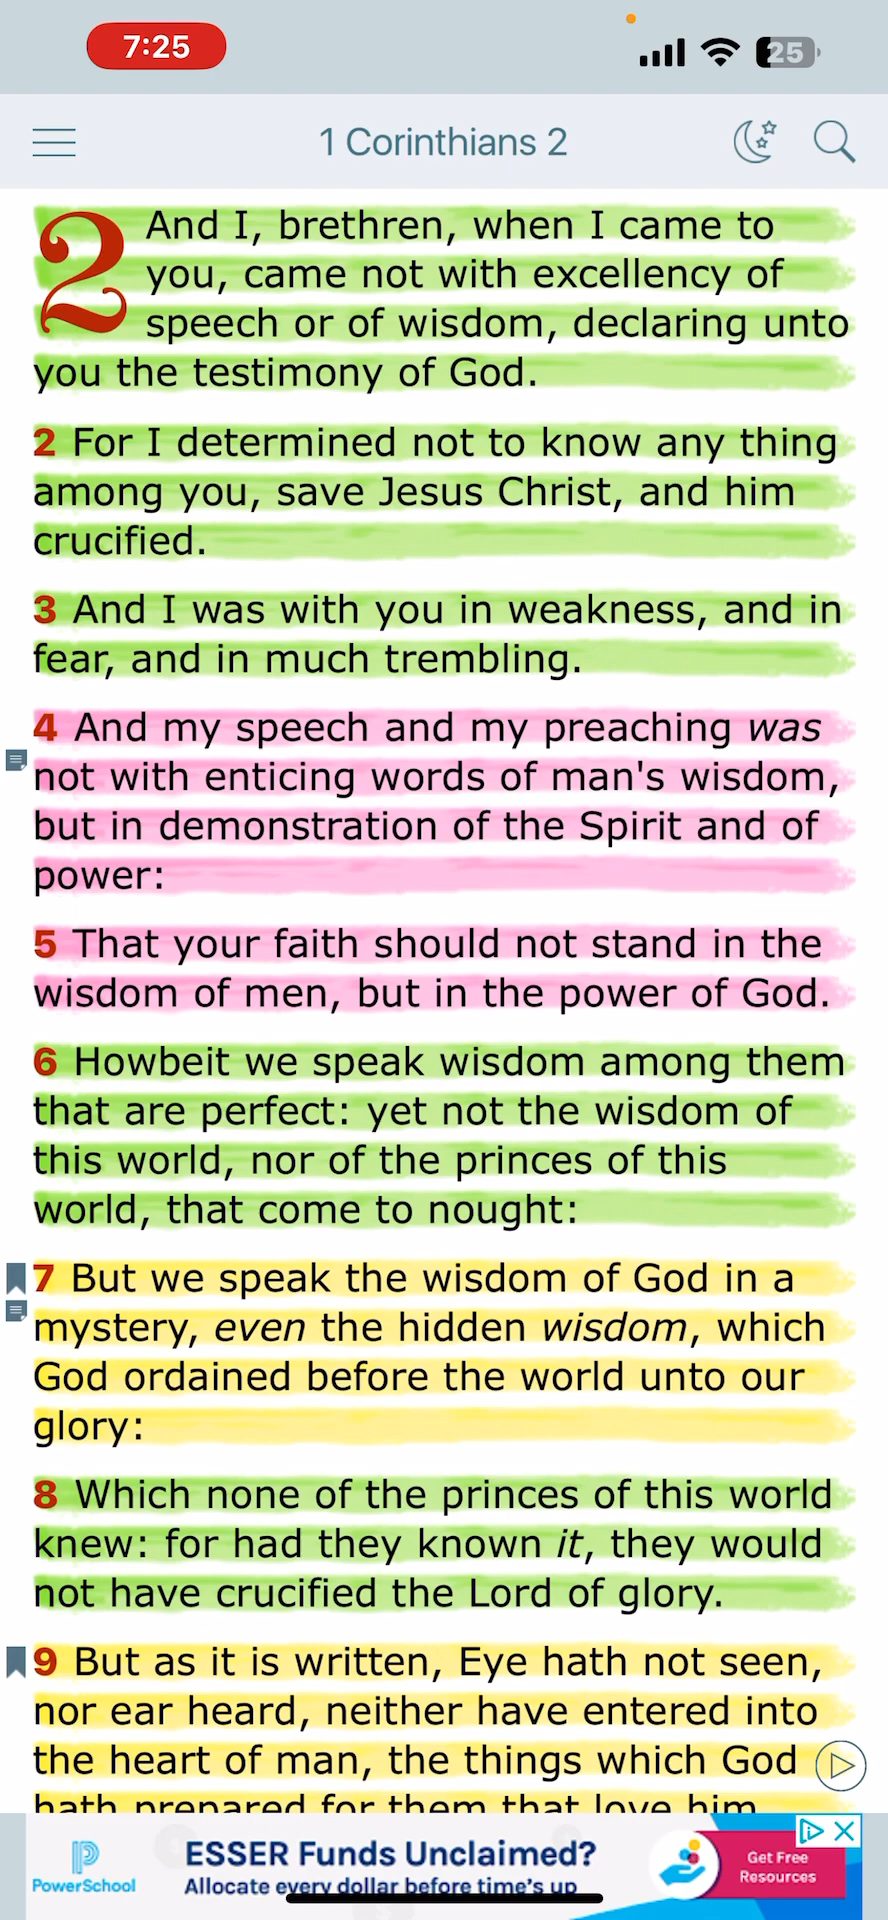 7:25
25
1 Corinthians 2
2 And I, brethren, when I came to
you, came not with excellency of
speech or of wisdom, declaring unto
you the testimony of God.
2 For I determined not to know any thing
among you, save Jesus Christ, and him
crucified.
3 And I was with you in weakness, and in
fear, and in much trembling.
4 And my speech and my preaching was
not with enticing words of man's wisdom,
but in demonstration of the Spirit and of
power:
5 That your faith should not stand in the
wisdom of men, but in the power of God.
6 Howbeit we speak wisdom among them
that are perfect: yet not the wisdom of
this world, nor of the princes of this
world, that come to nought:
7 But we speak the wisdom of God in a
mystery, even the hidden wisdom, which
God ordained before the world unto our
glory:
8 Which none of the princes of this world
knew: for had they known it, they would
not have crucified the Lord of glory.
9 But as it is written, Eye hath not seen,
nor ear heard, neither have entered into
the heart of man, the things which God
hath prepared for them that love him
PowerSchool
ESSER Funds Unclaimed?
Allocate every dollar before time's up
Get Free
Resources